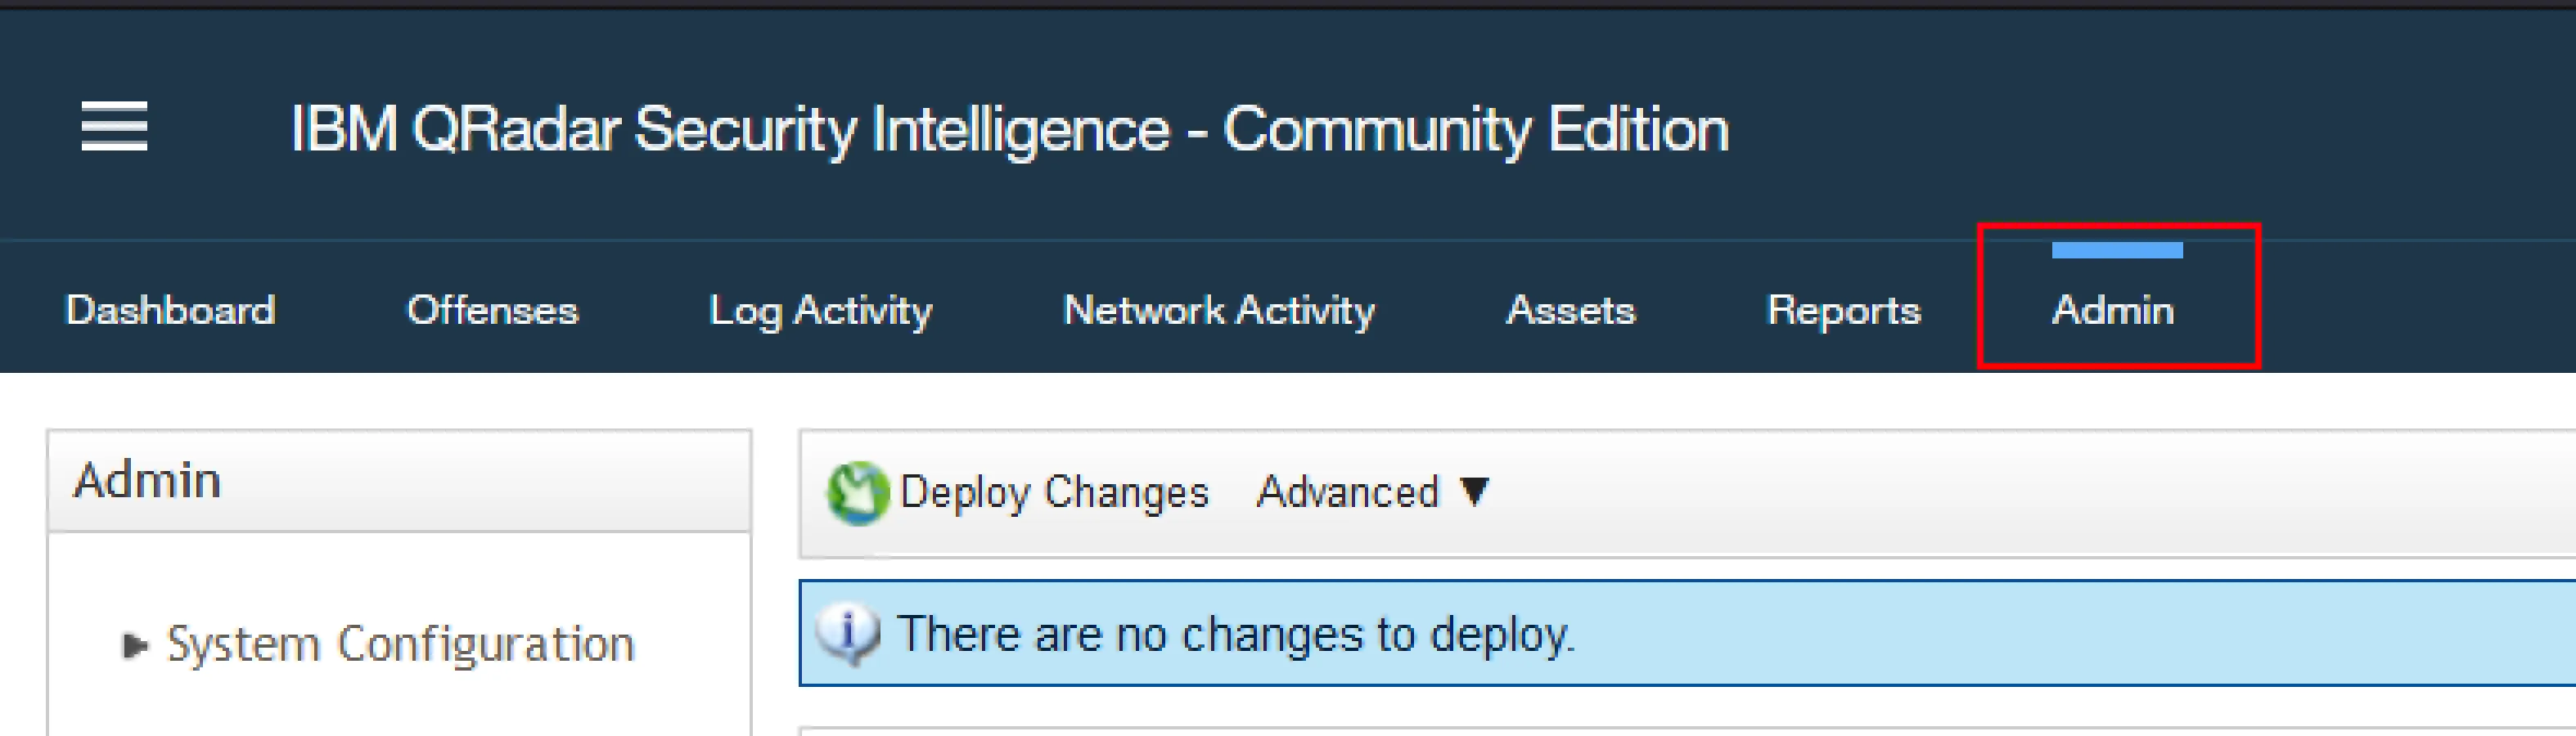 IBM QRadar Security Intelligence - Community Edition
Dashboard Offenses Log Activity Network Activity Assets Reports Admin
Admin
Deploy Changes Advanced ▼
System Configuration
There are no changes to deploy.